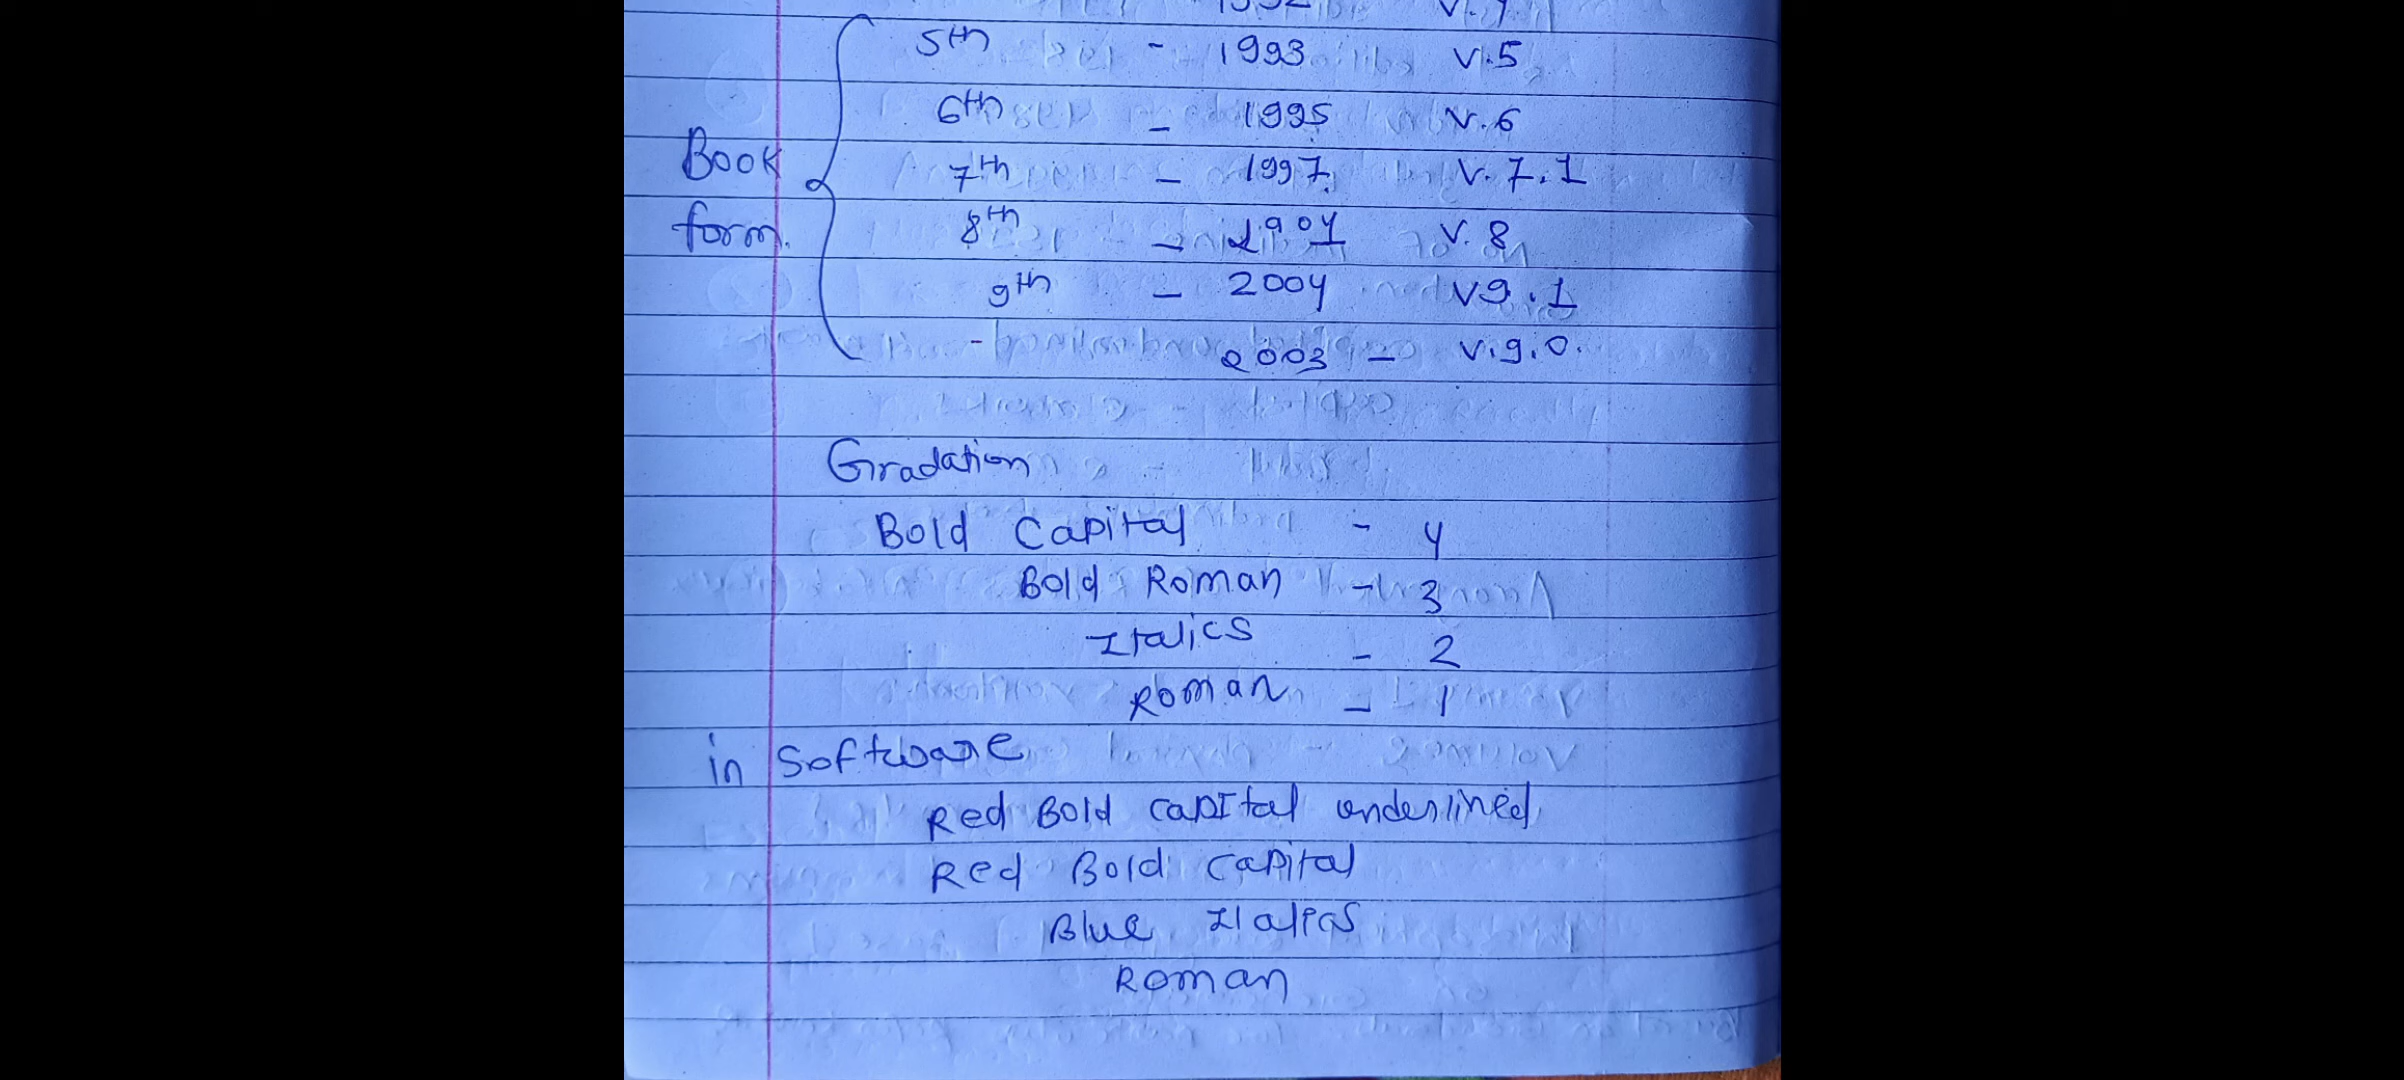 5th - 1993 V.5
6th - 1995 V.6
Book 7th - 1997 V.7.1
form. 8th - V.8
9th - 2004 V9.1
- 2003 - V.9.0.
Gradation
Bold Capital - 4
Bold Roman - 3
Italics - 2
Roman - 1
in Software
Red Bold capital underlined
Red Bold Capital
Blue Italics
Roman